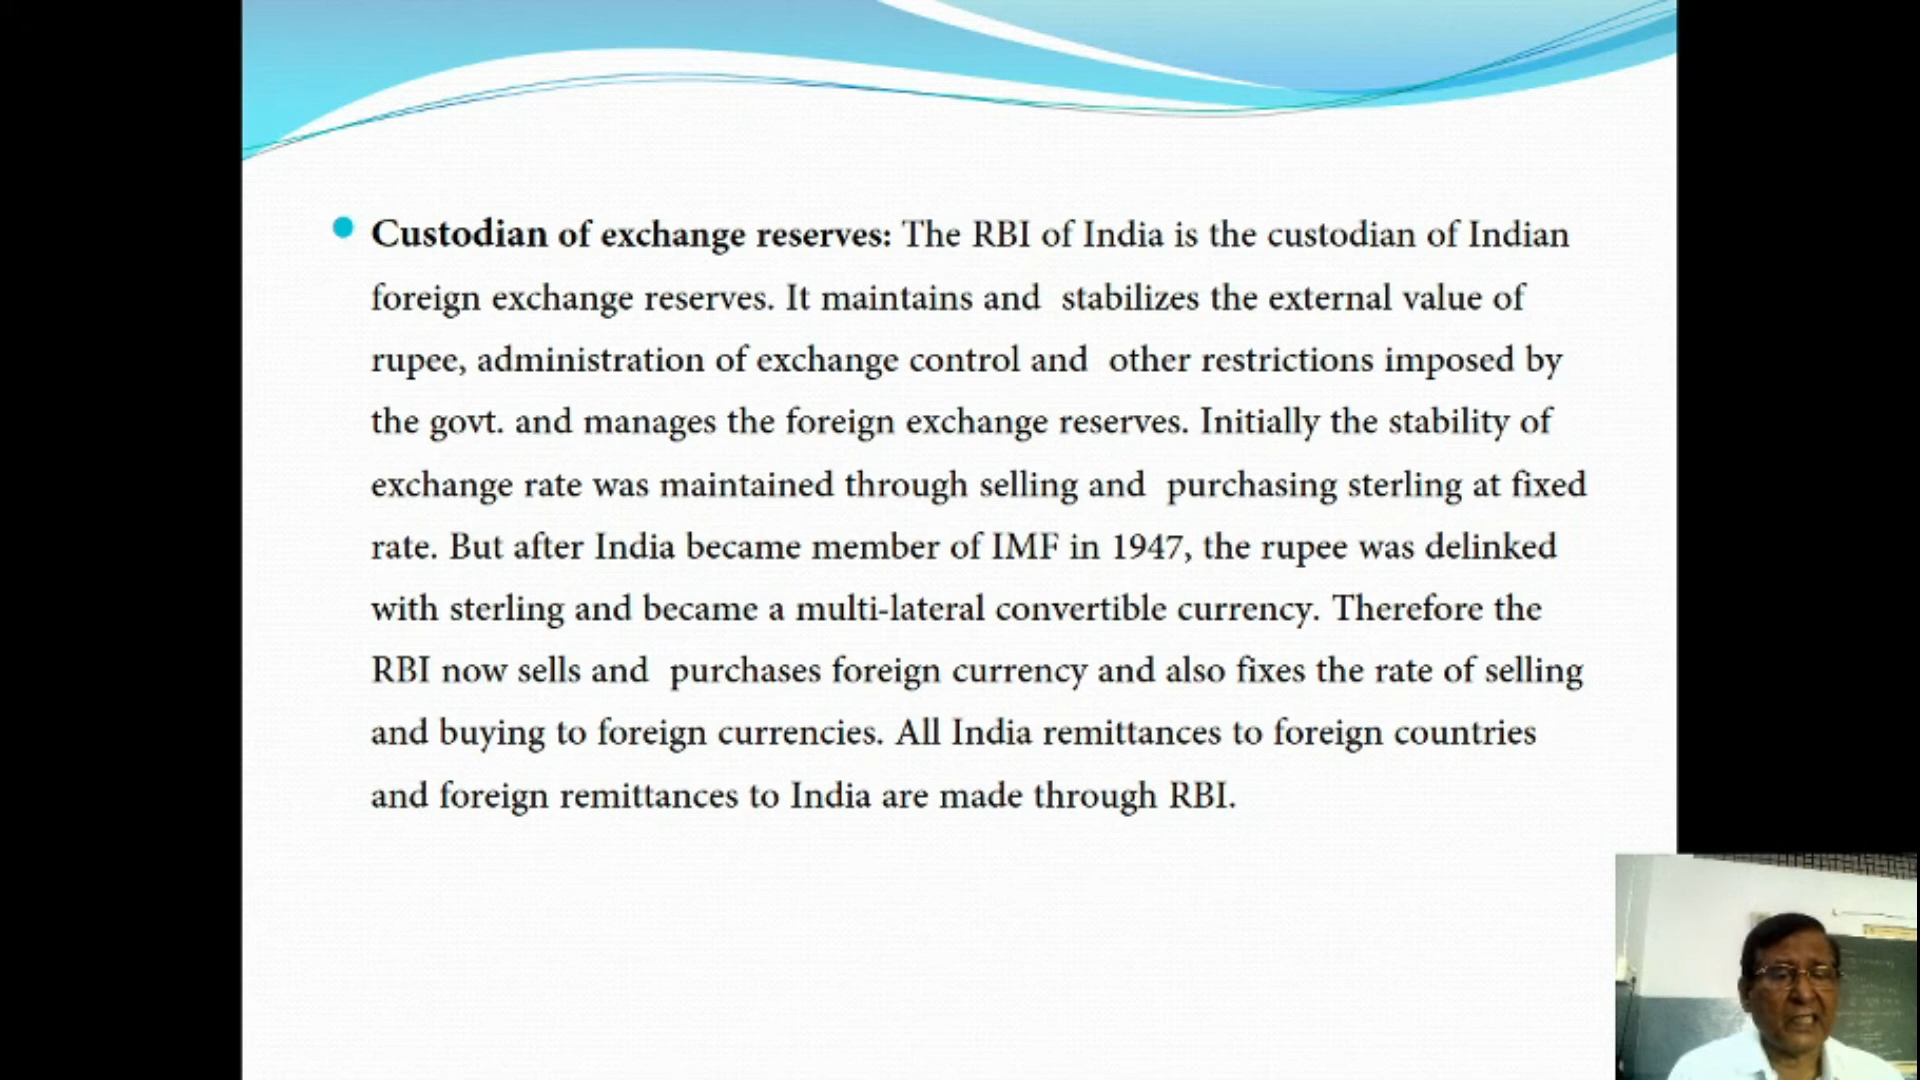 Custodian of exchange reserves: The RBI of India is the custodian of Indian
foreign exchange reserves. It maintains and stabilizes the external value of
rupee, administration of exchange control and other restrictions imposed by
the govt. and manages the foreign exchange reserves. Initially the stability of
exchange rate was maintained through selling and purchasing sterling at fixed
rate. But after India became member of IMF in 1947, the rupee was delinked
with sterling and became a multi-lateral convertible currency. Therefore the
RBI now sells and purchases foreign currency and also fixes the rate of selling
and buying to foreign currencies. All India remittances to foreign countries
and foreign remittances to India are made through RBI.